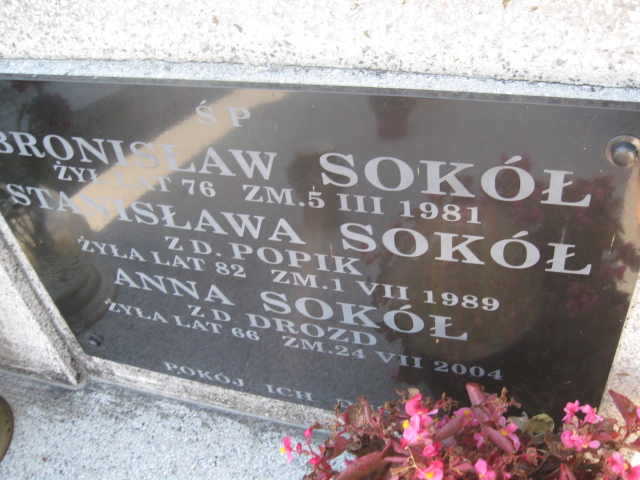 Ś P
BRONISŁAW SOKÓŁ
ŻYŁ LAT 76 ZM.5 III 1981
STANISŁAWA SOKÓŁ
Z D. POPIK
ŻYŁA LAT 82 ZM.1 VII 1989
ANNA SOKÓŁ
Z D. DROZD
ŻYŁA LAT 66 ZM.24 VII 2004
POKÓJ ICH